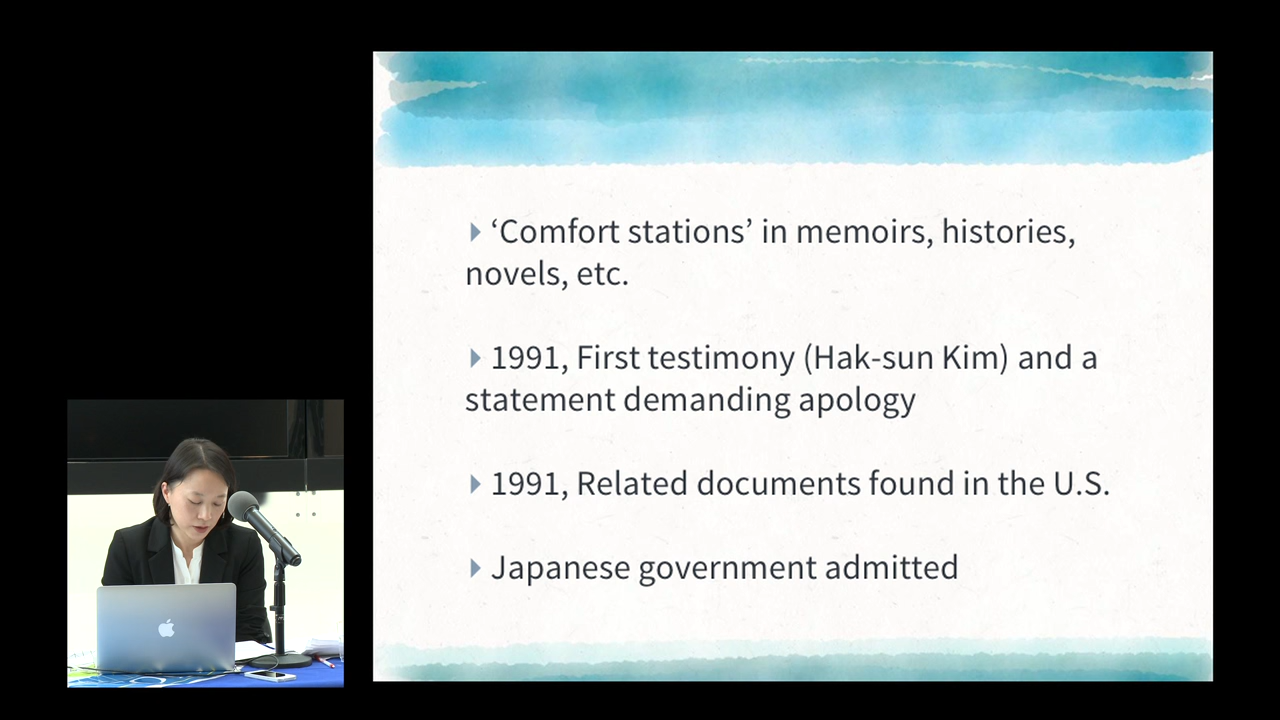 ‘Comfort stations’ in memoirs, histories,
novels, etc.
1991, First testimony (Hak-sun Kim) and a
statement demanding apology
1991, Related documents found in the U.S.
Japanese government admitted